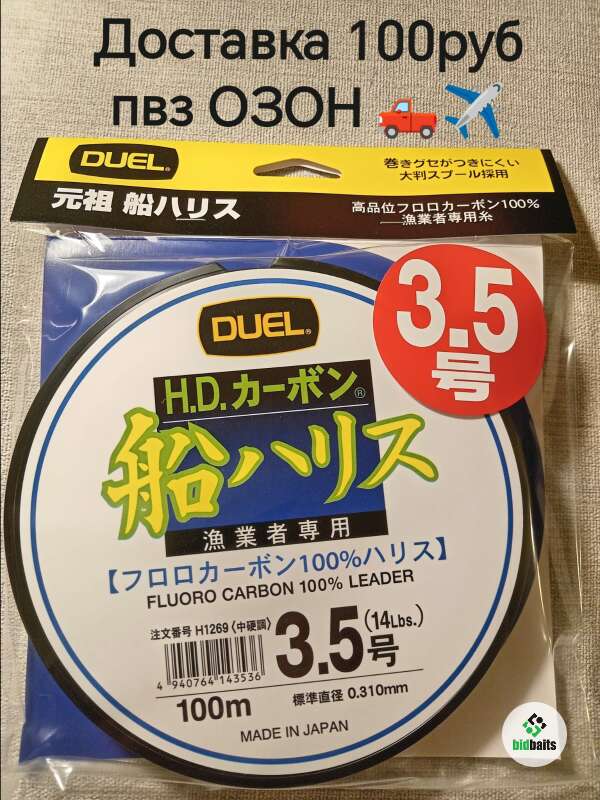 Доставка 100руб
пвз ОЗОН
DUEL®
巻きグセがつきにくい
大判スプール採用
元祖 船ハリス
高品位フロロカーボン100%
漁業者専用糸
3.5
号
DUEL®
H.D.カーボン®
船ハリス
漁業者専用
【フロロカーボン100%ハリス】
FLUORO CARBON 100% LEADER
注文番号 H1269〈中硬調〉
3.5号
(14Lbs.)
4 940764 143536
100m
標準直径 0.310mm
MADE IN JAPAN
bidbaits